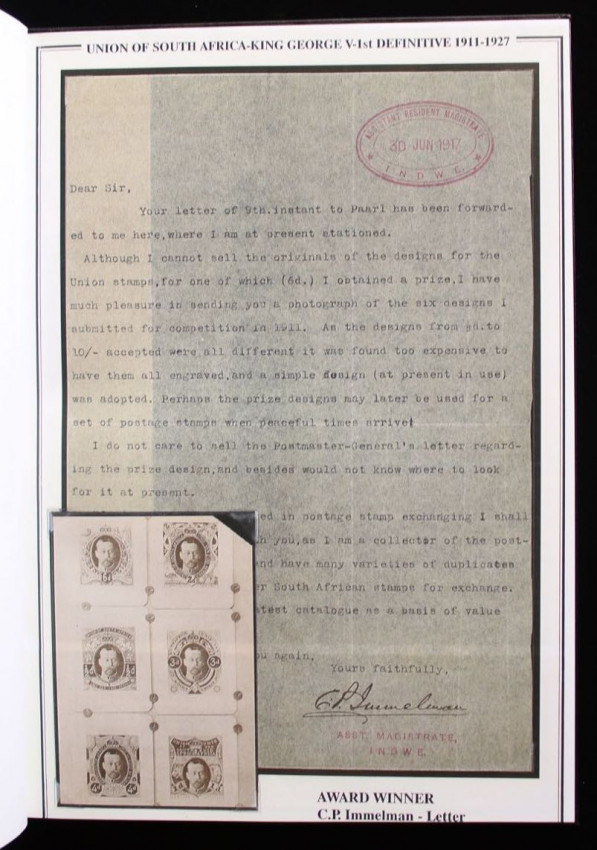 UNION OF SOUTH AFRICA-KING GEORGE V-1st DEFINITIVE 1911-1927
ASSISTANT RESIDENT MAGISTRATE
30 JUN 1917
INDWE.
Dear Sir,
Your letter of 9th.instant to Paarl has been forward-
ed to me here,where I am at present stationed.
Although I cannot sell the originals of the designs for the
Union stamps,for one of which (6d.) I obtained a prize,I have
much pleasure in sending you a photograph of the six designs I
submitted for competition in 1911. As the designs from ½d.to
10/- accepted were all different it was found too expensive to
have them all engraved,and a simple design (at present in use)
was adopted. Perhaps the prize designs may later be used for a
set of postage stamps when peaceful times arrive!
I do not care to sell the Postmaster-General's letter regard-
ing the prize design,and besides would not know where to look
for it at present.
ed in postage stamp exchanging I shall
h you,as I am a collector of the post-
and have many varieties of duplicates
er South African stamps for exchange.
atest catalogue as a basis of value
ou again,
Yours faithfully,
C.P. Immelman
ASST. MAGISTRATE,
INDWE.
3d 3d
4d 4d
AWARD WINNER
C.P. Immelman - Letter